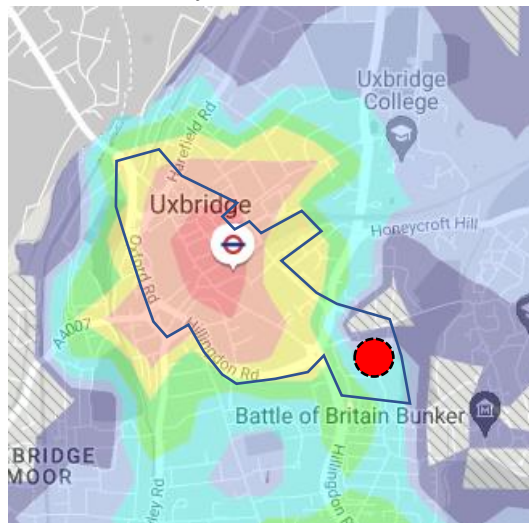 Uxbridge
College
Harefield Rd
Uxbridge
Honeycroft Hill
Oxford Rd
A4007
Hillingdon Rd
Battle of Britain Bunker
BRIDGE
MOOR
ley Rd
Hillingdon